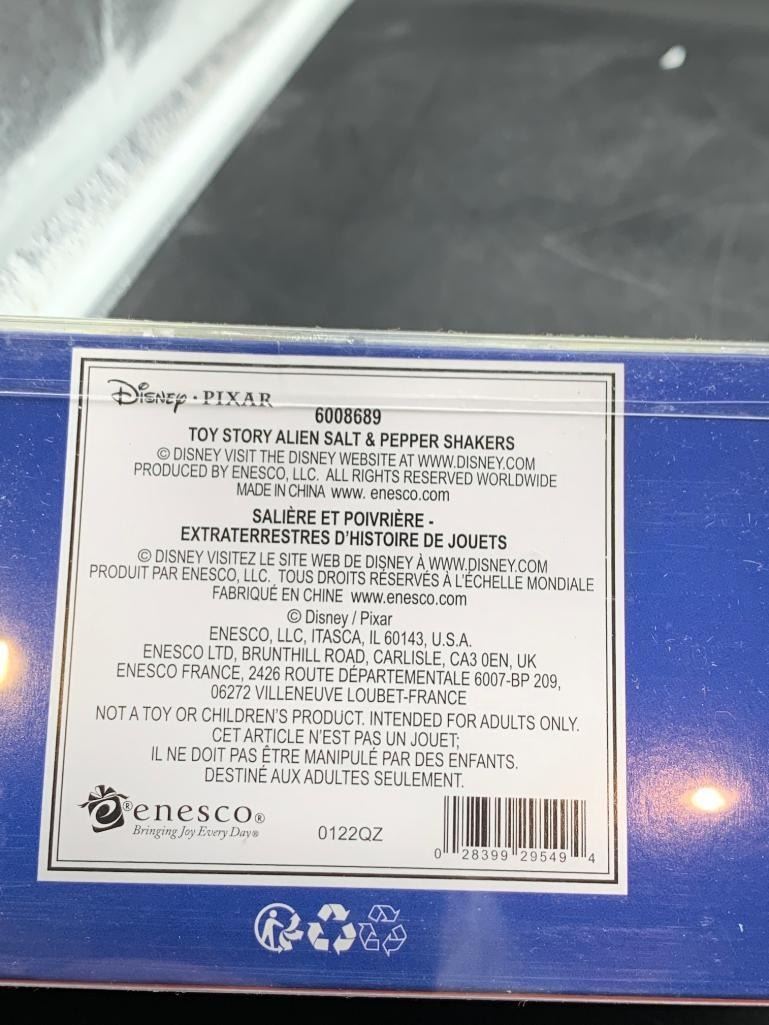 Disney · PIXAR
6008689
TOY STORY ALIEN SALT & PEPPER SHAKERS
© DISNEY VISIT THE DISNEY WEBSITE AT WWW.DISNEY.COM
PRODUCED BY ENESCO, LLC. ALL RIGHTS RESERVED WORLDWIDE
MADE IN CHINA www. enesco.com
SALIÈRE ET POIVRIÈRE -
EXTRATERRESTRES D'HISTOIRE DE JOUETS
© DISNEY VISITEZ LE SITE WEB DE DISNEY À WWW.DISNEY.COM
PRODUIT PAR ENESCO, LLC. TOUS DROITS RÉSERVÉS À L'ÉCHELLE MONDIALE
FABRIQUÉ EN CHINE www.enesco.com
© Disney / Pixar
ENESCO, LLC, ITASCA, IL 60143, U.S.A.
ENESCO LTD, BRUNTHILL ROAD, CARLISLE, CA3 0EN, UK
ENESCO FRANCE, 2426 ROUTE DÉPARTEMENTALE 6007-BP 209,
06272 VILLENEUVE LOUBET-FRANCE
NOT A TOY OR CHILDREN'S PRODUCT. INTENDED FOR ADULTS ONLY.
CET ARTICLE N'EST PAS UN JOUET;
IL NE DOIT PAS ÊTRE MANIPULÉ PAR DES ENFANTS.
DESTINÉ AUX ADULTES SEULEMENT.
e® enesco®
Bringing Joy Every Day®
0122QZ
0 28399 29549 4